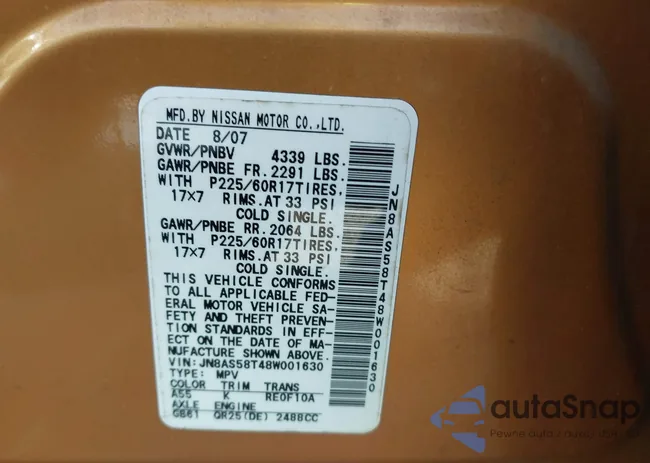 MFD.BY NISSAN MOTOR CO.,LTD.
DATE 8/07
GVWR/PNBV 4339 LBS.
GAWR/PNBE FR. 2291 LBS.
WITH P225/60R17TIRES,
17X7 RIMS.AT 33 PSI
COLD SINGLE.
GAWR/PNBE RR. 2064 LBS.
WITH P225/60R17TIRES,
17X7 RIMS.AT 33 PSI
COLD SINGLE.
THIS VEHICLE CONFORMS
TO ALL APPLICABLE FED-
ERAL MOTOR VEHICLE SA-
FETY AND THEFT PREVEN-
TION STANDARDS IN EFF-
ECT ON THE DATE OF MA-
NUFACTURE SHOWN ABOVE.
VIN: JN8AS58T48W001630
TYPE: MPV
COLOR TRIM TRANS
A55 K RE0F10A
AXLE ENGINE
GB61 QR25(DE) 2488CC
JN8AS58T48W001630
autaSnap
Pewne auta z